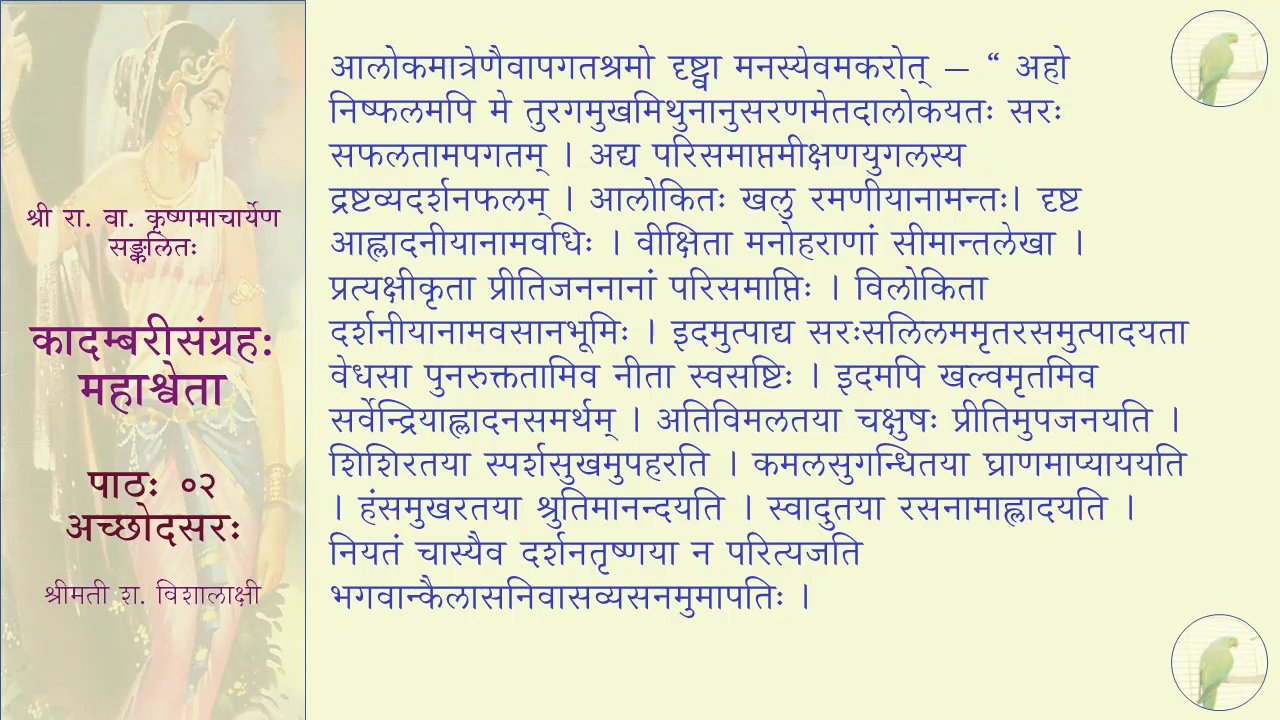 श्री रा. वा. कृष्णमाचार्येण
सङ्कलितः
कादम्बरीसंग्रहः
महाश्वेता
पाठः ०२
अच्छोदसरः
श्रीमती श. विशालाक्षी
आलोकमात्रेणैवापगतश्रमो दृष्ट्वा मनस्येवमकरोत् – “ अहो
निष्फलमपि मे तुरगमुखमिथुनानुसरणमेतदालोकयतः सरः
सफलतामपगतम् । अद्य परिसमाप्तमीक्षणयुगलस्य
द्रष्टव्यदर्शनफलम् । आलोकितः खलु रमणीयानामन्तः। दृष्ट
आह्लादनीयानामवधिः । वीक्षिता मनोहराणां सीमान्तलेखा ।
प्रत्यक्षीकृता प्रीतिजननानां परिसमाप्तिः । विलोकिता
दर्शनीयानामवसानभूमिः । इदमुत्पाद्य सरःसलिलममृतरसमुत्पादयता
वेधसा पुनरुक्ततामिव नीता स्वसष्टिः । इदमपि खल्वमृतमिव
सर्वेन्द्रियाह्लादनसमर्थम् । अतिविमलतया चक्षुषः प्रीतिमुपजनयति ।
शिशिरतया स्पर्शसुखमुपहरति । कमलसुगन्धितया घ्राणमाप्याययति
। हंसमुखरतया श्रुतिमानन्दयति । स्वादुतया रसनामाह्लादयति ।
नियतं चास्यैव दर्शनतृष्णया न परित्यजति
भगवान्कैलासनिवासव्यसनमुमापतिः ।